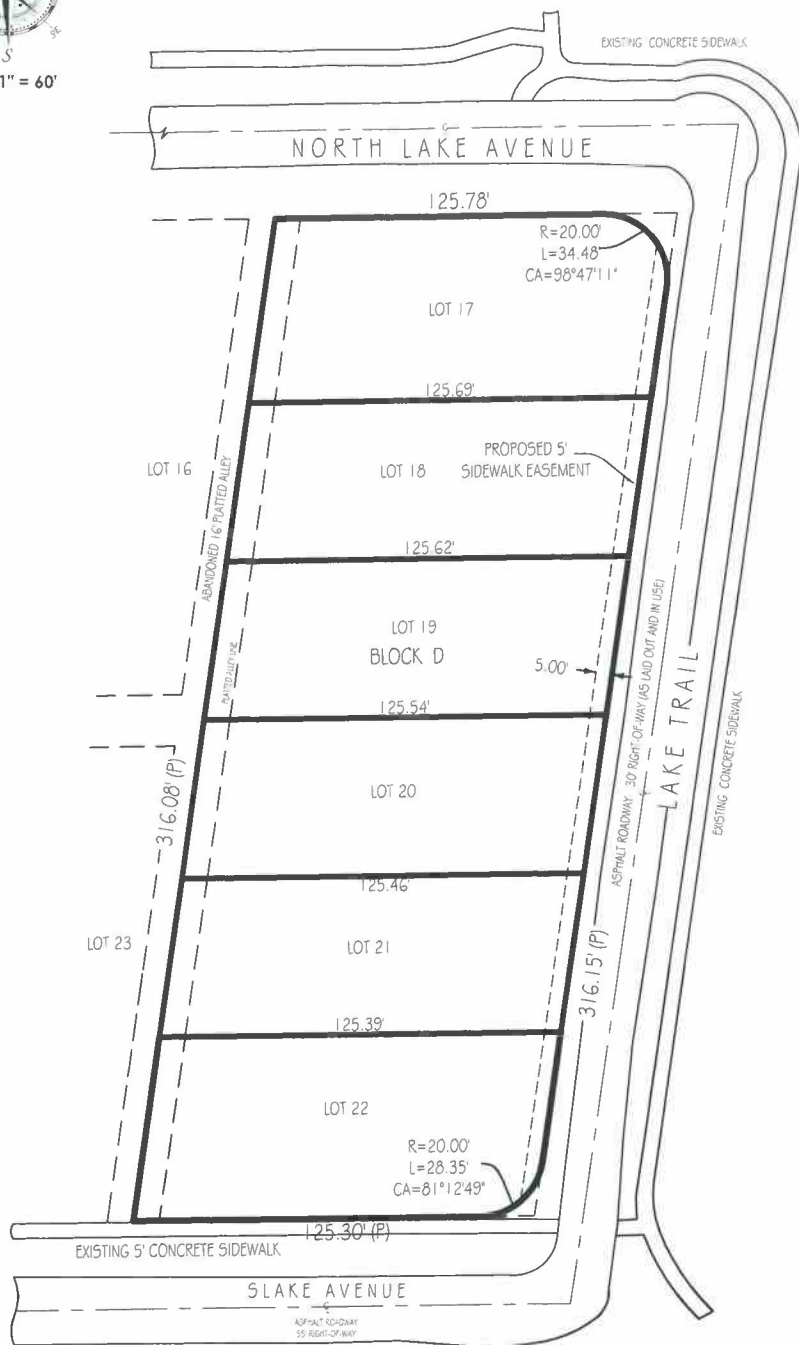 SE
S
1" = 60'
EXISTING CONCRETE SIDEWALK
NORTH LAKE AVENUE
125.78'
R=20.00'
L=34.48'
CA=98°47'11"
LOT 17
125.69'
LOT 16
ABANDONED 16' PLATTED ALLEY
LOT 18
PROPOSED 5'
SIDEWALK EASEMENT
125.62'
LOT 19
BLOCK D
PLATTED ALLEY LINE
5.00'
ASPHALT ROADWAY 30' RIGHT-OF-WAY (AS LAID OUT AND IN USE)
LAKE TRAIL
EXISTING CONCRETE SIDEWALK
125.54'
316.08' (P)
LOT 20
125.46'
LOT 23
LOT 21
316.15' (P)
125.39'
LOT 22
R=20.00'
L=28.35'
CA=81°12'49"
125.30' (P)
EXISTING 5' CONCRETE SIDEWALK
SLAKE AVENUE
ASPHALT ROADWAY
55' RIGHT-OF-WAY